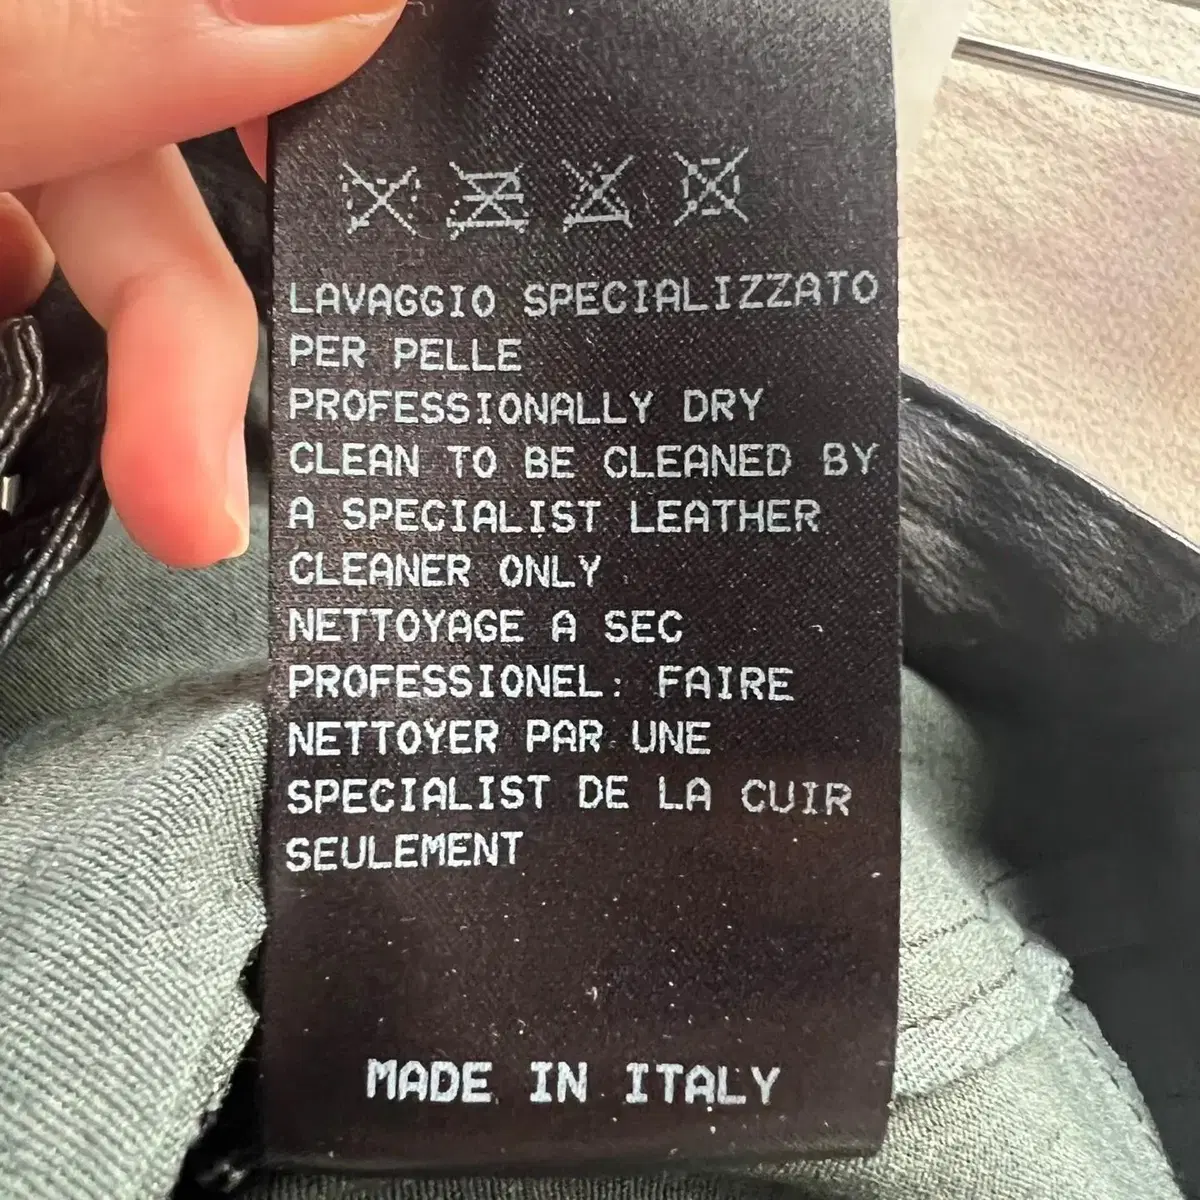 LAVAGGIO SPECIALIZZATO
PER PELLE
PROFESSIONALLY DRY
CLEAN TO BE CLEANED BY
A SPECIALIST LEATHER
CLEANER ONLY
NETTOYAGE A SEC
PROFESSIONEL: FAIRE
NETTOYER PAR UNE
SPECIALIST DE LA CUIR
SEULEMENT
MADE IN ITALY